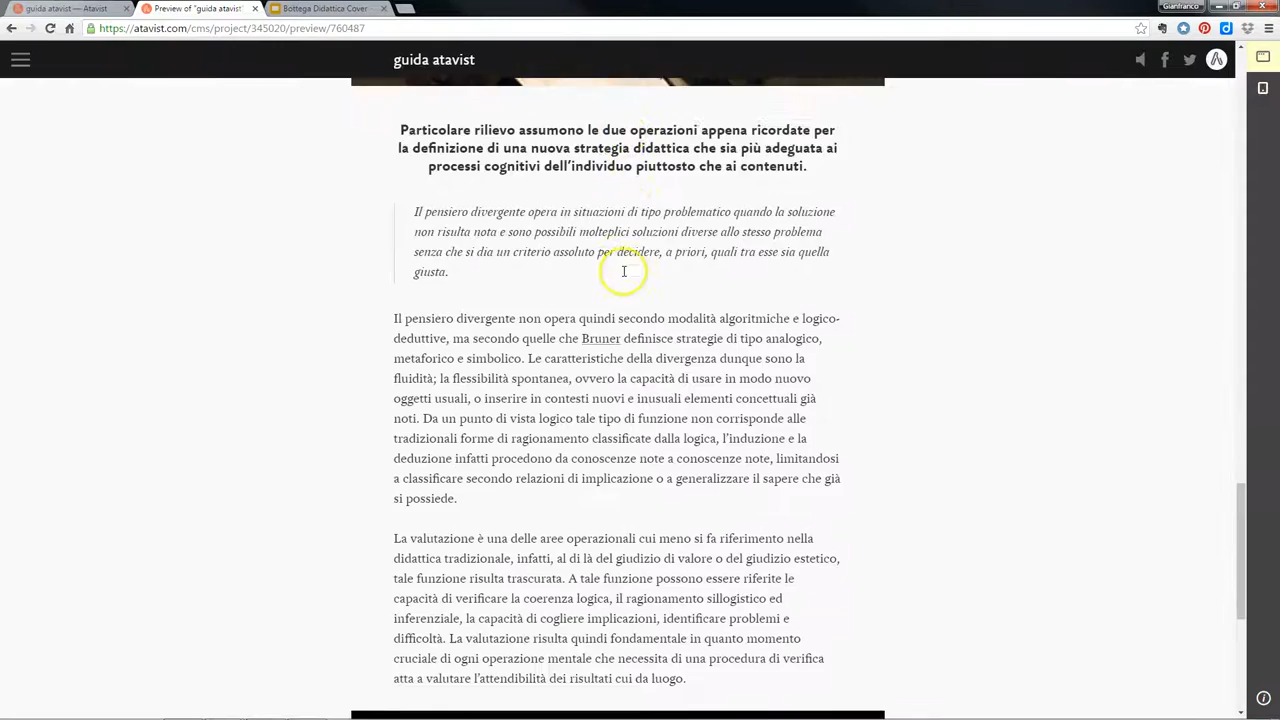 guida atavist — Atavist
Preview of "guida atavist"
Bottega Didattica Cover
Gianfranco
https://atavist.com/cms/project/345020/preview/760487
guida atavist
Particolare rilievo assumono le due operazioni appena ricordate per
la definizione di una nuova strategia didattica che sia più adeguata ai
processi cognitivi dell'individuo piuttosto che ai contenuti.
Il pensiero divergente opera in situazioni di tipo problematico quando la soluzione
non risulta nota e sono possibili molteplici soluzioni diverse allo stesso problema
senza che si dia un criterio assoluto per decidere, a priori, quali tra esse sia quella
giusta.
Il pensiero divergente non opera quindi secondo modalità algoritmiche e logico-
deduttive, ma secondo quelle che Bruner definisce strategie di tipo analogico,
metaforico e simbolico. Le caratteristiche della divergenza dunque sono la
fluidità; la flessibilità spontanea, ovvero la capacità di usare in modo nuovo
oggetti usuali, o inserire in contesti nuovi e inusuali elementi concettuali già
noti. Da un punto di vista logico tale tipo di funzione non corrisponde alle
tradizionali forme di ragionamento classificate dalla logica, l'induzione e la
deduzione infatti procedono da conoscenze note a conoscenze note, limitandosi
a classificare secondo relazioni di implicazione o a generalizzare il sapere che già
si possiede.
La valutazione è una delle aree operazionali cui meno si fa riferimento nella
didattica tradizionale, infatti, al di là del giudizio di valore o del giudizio estetico,
tale funzione risulta trascurata. A tale funzione possono essere riferite le
capacità di verificare la coerenza logica, il ragionamento sillogistico ed
inferenziale, la capacità di cogliere implicazioni, identificare problemi e
difficoltà. La valutazione risulta quindi fondamentale in quanto momento
cruciale di ogni operazione mentale che necessita di una procedura di verifica
atta a valutare l'attendibilità dei risultati cui da luogo.